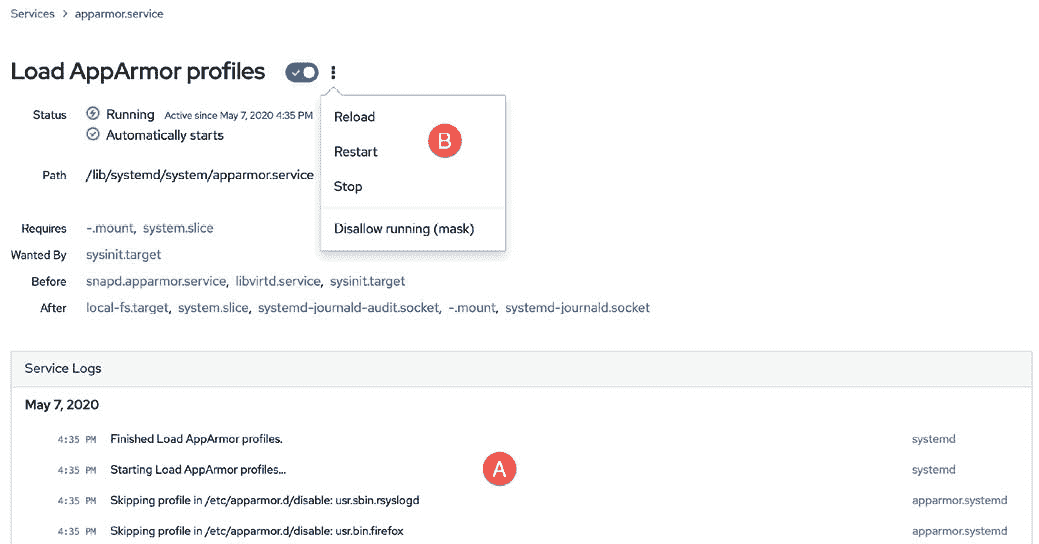 Services > apparmor.service
Load AppArmor profiles
Status Running Active since May 7, 2020 4:35 PM
Automatically starts
Path /lib/systemd/system/apparmor.service
Reload
Restart
B
Stop
Disallow running (mask)
Requires -.mount, system.slice
Wanted By sysinit.target
Before snapd.apparmor.service, libvirtd.service, sysinit.target
After local-fs.target, system.slice, systemd-journald-audit.socket, -.mount, systemd-journald.socket
Service Logs
May 7, 2020
4:35 PM Finished Load AppArmor profiles. systemd
4:35 PM Starting Load AppArmor profiles... systemd
A
4:35 PM Skipping profile in /etc/apparmor.d/disable: usr.sbin.rsyslogd apparmor.systemd
4:35 PM Skipping profile in /etc/apparmor.d/disable: usr.bin.firefox apparmor.systemd